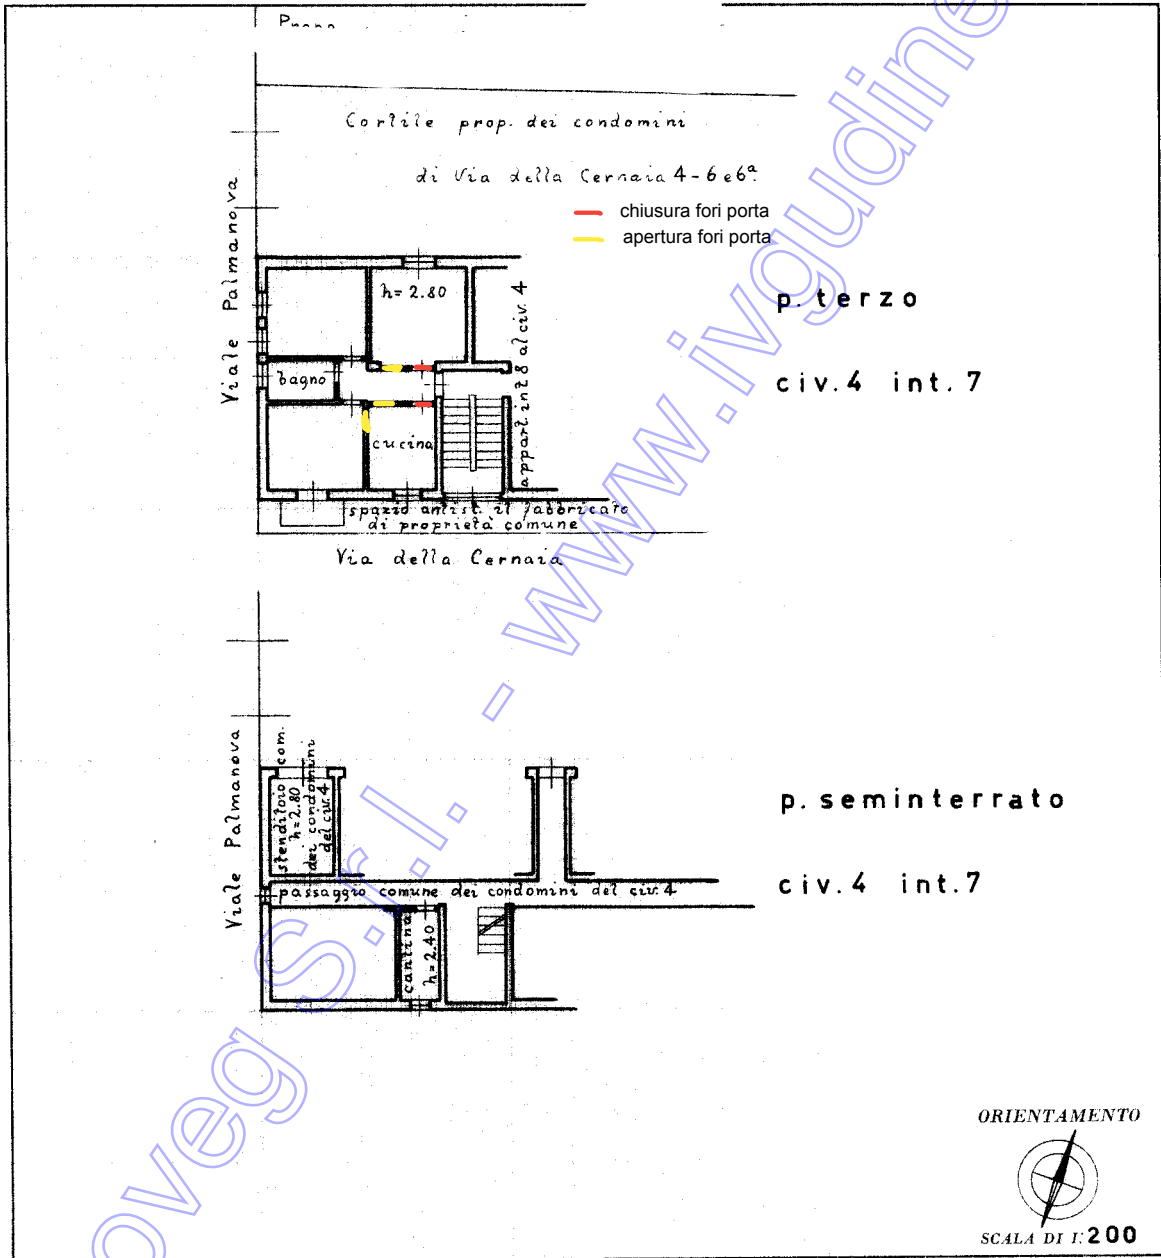 Cortile prop. dei condomini
di Via della Cernaia 4-6 e 6ª
chiusura fori porta
apertura fori porta
Viale Palmanova
h= 2.80
p. terzo
civ. 4 int. 7
bagno
cucina
appart. int. 8 al civ. 4
spazio antist. il fabbricato
di proprietà comune
Via della Cernaia
Viale Palmanova
stenditoio com.
h= 2.80
dei condomini
del civ. 4
p. seminterrato
civ. 4 int. 7
passaggio comune dei condomini del civ. 4
cantina
h= 2.40
ORIENTAMENTO
SCALA DI 1: 200
oveg S.r.l. - www.ivgudine